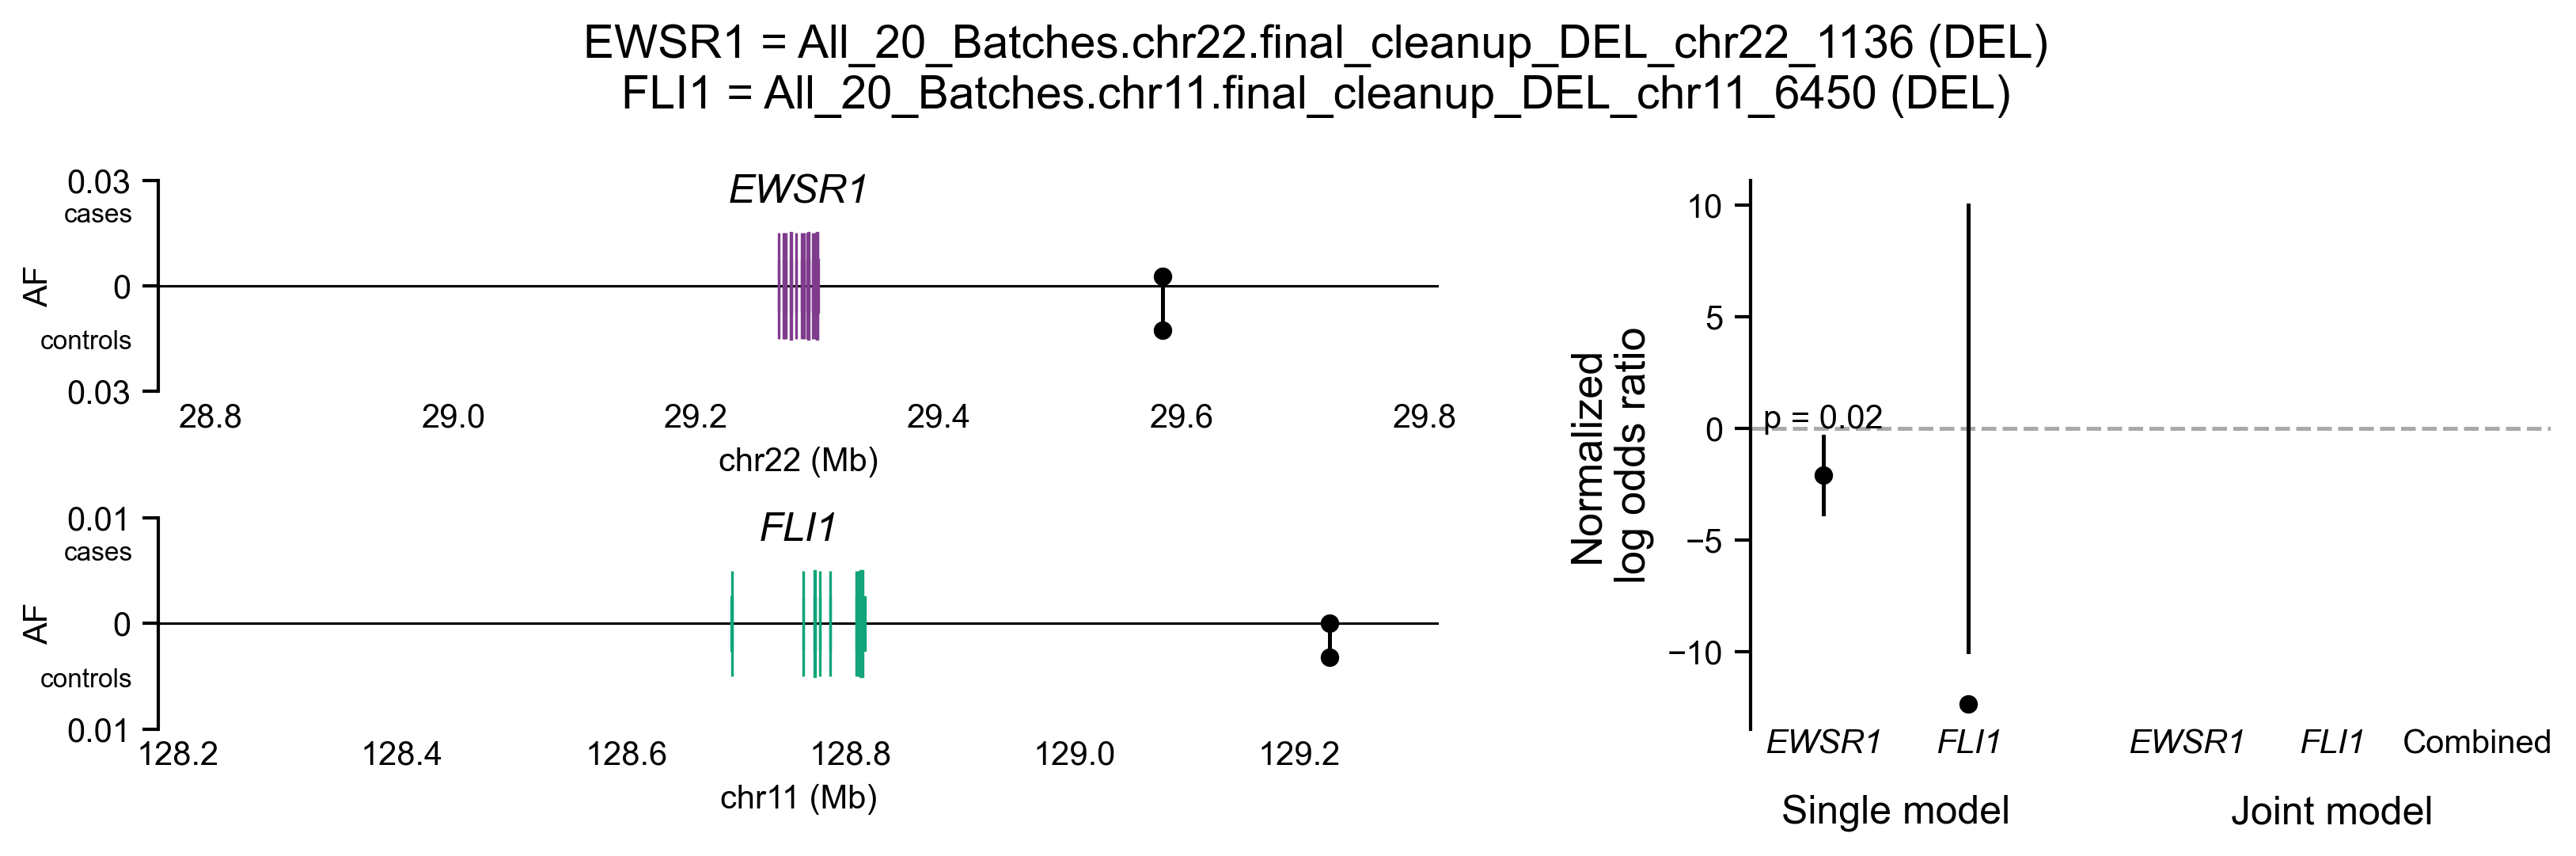 EWSR1 = All_20_Batches.chr22.final_cleanup_DEL_chr22_1136 (DEL)
FLI1 = All_20_Batches.chr11.final_cleanup_DEL_chr11_6450 (DEL)
0.03
cases
AF
0
controls
0.03
EWSR1
28.8 29.0 29.2 29.4 29.6 29.8
chr22 (Mb)
0.01
cases
AF
0
controls
0.01
FLI1
128.2 128.4 128.6 128.8 129.0 129.2
chr11 (Mb)
Normalized
log odds ratio
10
5
0
−5
−10
p = 0.02
EWSR1 FLI1 EWSR1 FLI1 Combined
Single model Joint model